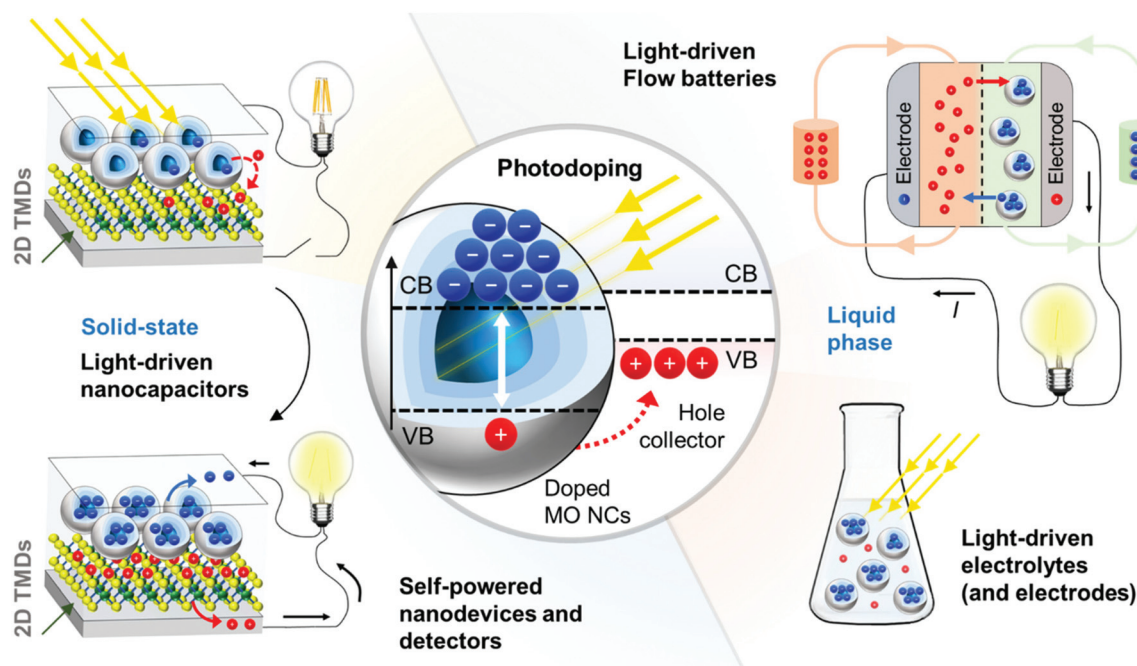 2D TMDs
Solid-state
Light-driven
nanocapacitors
2D TMDs
Self-powered
nanodevices and
detectors
Photodoping
CB
VB
CB
VB
Hole
collector
Doped
MO NCs
Light-driven
Flow batteries
Electrode
Electrode
I
Liquid
phase
Light-driven
electrolytes
(and electrodes)